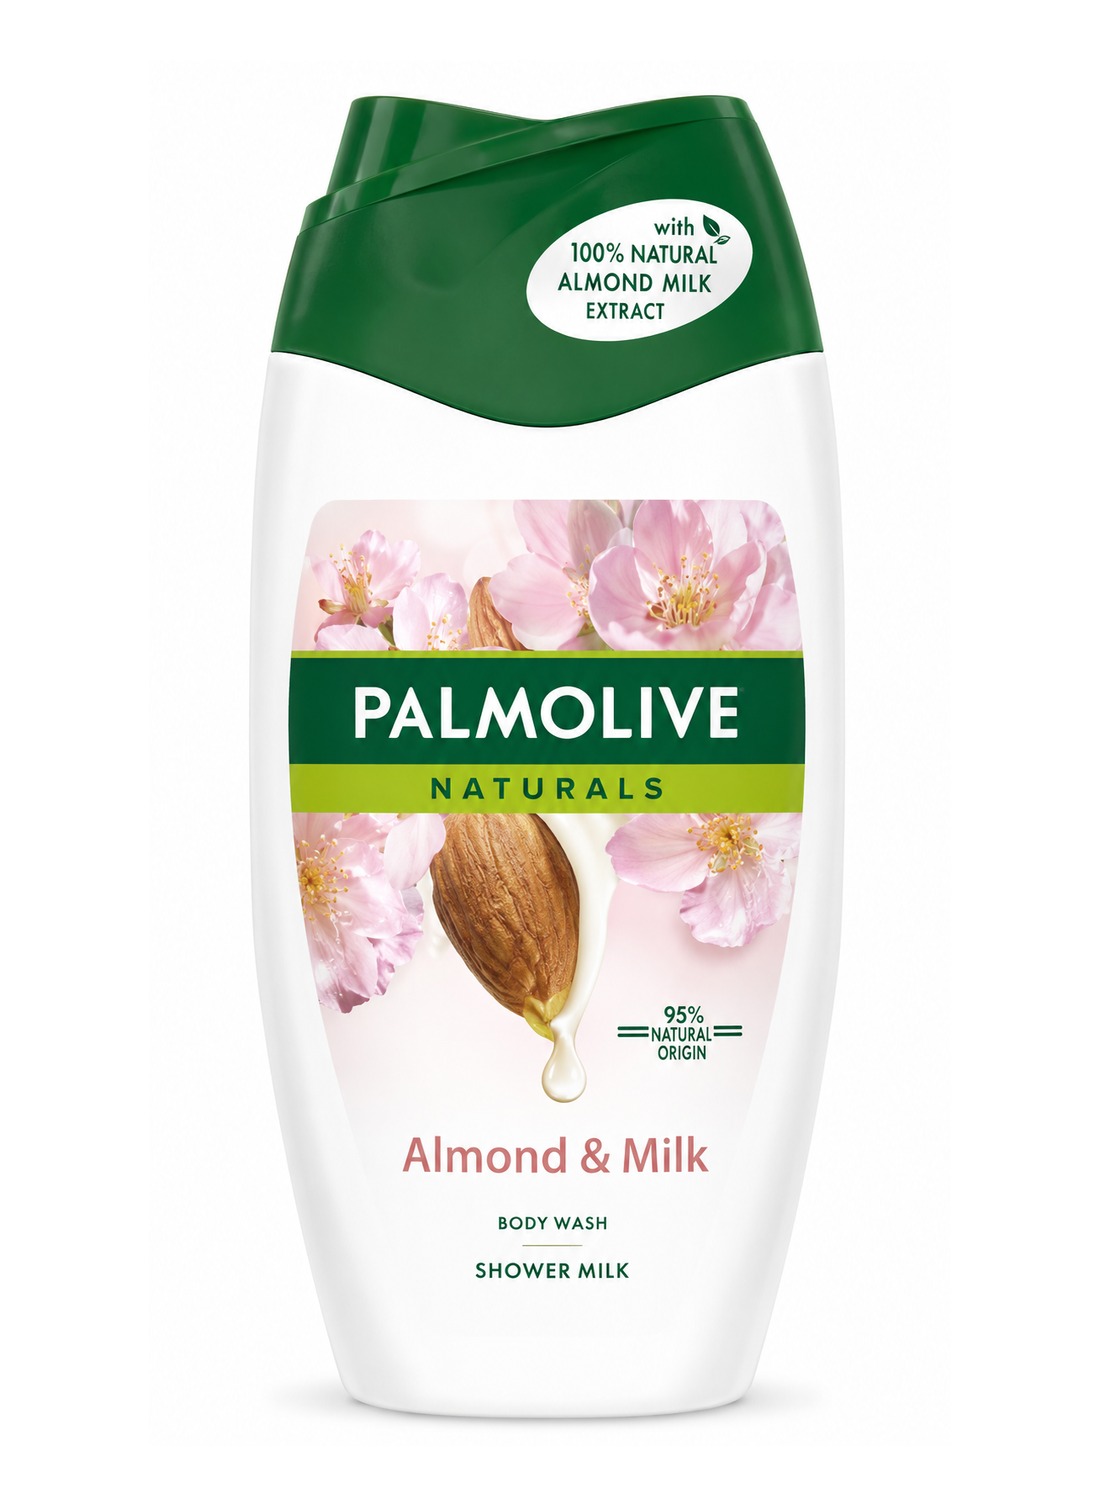 with
100% NATURAL
ALMOND MILK
EXTRACT
PALMOLIVE
NATURALS
95%
NATURAL
ORIGIN
Almond & Milk
BODY WASH
SHOWER MILK